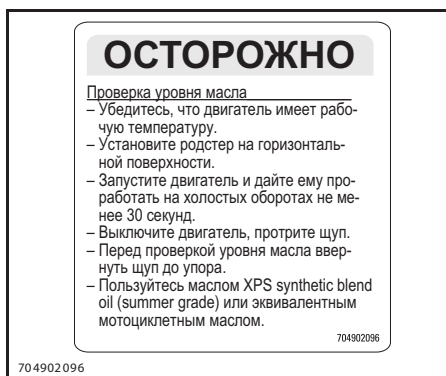 ОСТОРОЖНО
Проверка уровня масла
– Убедитесь, что двигатель имеет рабо-
чую температуру.
– Установите родстер на горизонталь-
ной поверхности.
– Запустите двигатель и дайте ему про-
работать на холостых оборотах не ме-
нее 30 секунд.
– Выключите двигатель, протрите щуп.
– Перед проверкой уровня масла ввер-
нуть щуп до упора.
– Пользуйтесь маслом XPS synthetic blend
oil (summer grade) или эквивалентным
мотоциклетным маслом.
704902096
704902096